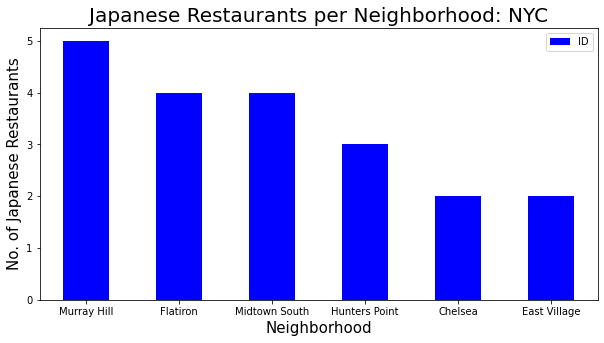 Japanese Restaurants per Neighborhood: NYC
ID
No. of Japanese Restaurants
5
4
3
2
1
0
Murray Hill
Flatiron
Midtown South
Hunters Point
Chelsea
East Village
Neighborhood